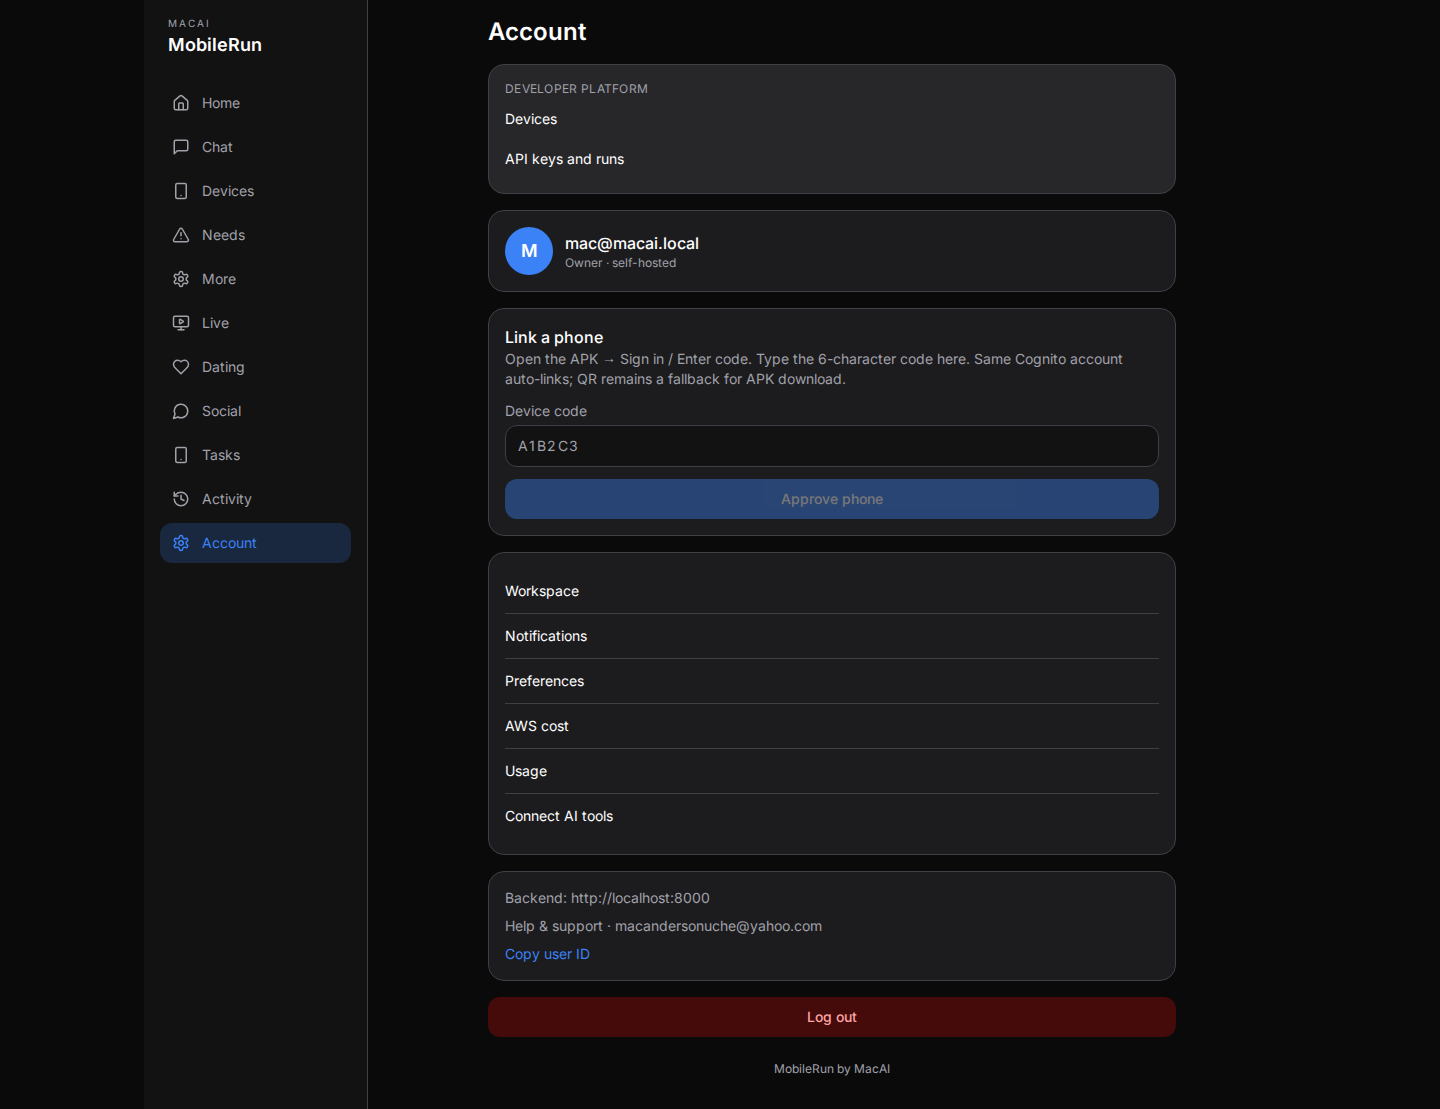 MACAI
MobileRun
Home
Chat
Devices
Needs
More
Live
Dating
Social
Tasks
Activity
Account
Account
DEVELOPER PLATFORM
Devices
API keys and runs
M
mac@macai.local
Owner · self-hosted
Link a phone
Open the APK → Sign in / Enter code. Type the 6-character code here. Same Cognito account
auto-links; QR remains a fallback for APK download.
Device code
A1B2C3
Approve phone
Workspace
Notifications
Preferences
AWS cost
Usage
Connect AI tools
Backend: http://localhost:8000
Help & support · macandersonuche@yahoo.com
Copy user ID
Log out
MobileRun by MacAI